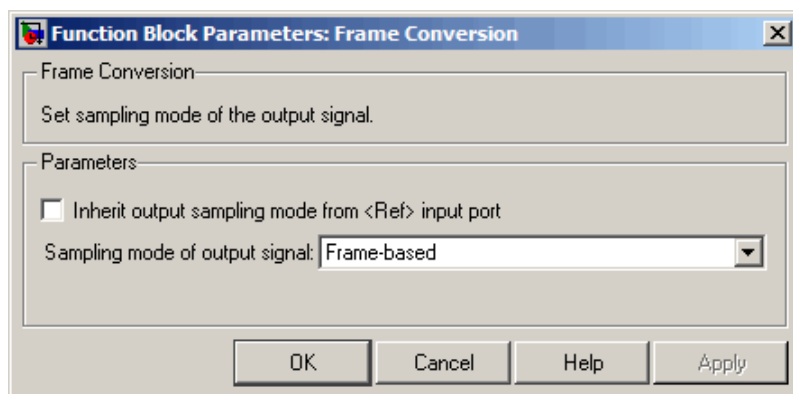 Function Block Parameters: Frame Conversion
Frame Conversion
Set sampling mode of the output signal.
Parameters
Inherit output sampling mode from <Ref> input port
Sampling mode of output signal: Frame-based
OK Cancel Help Apply